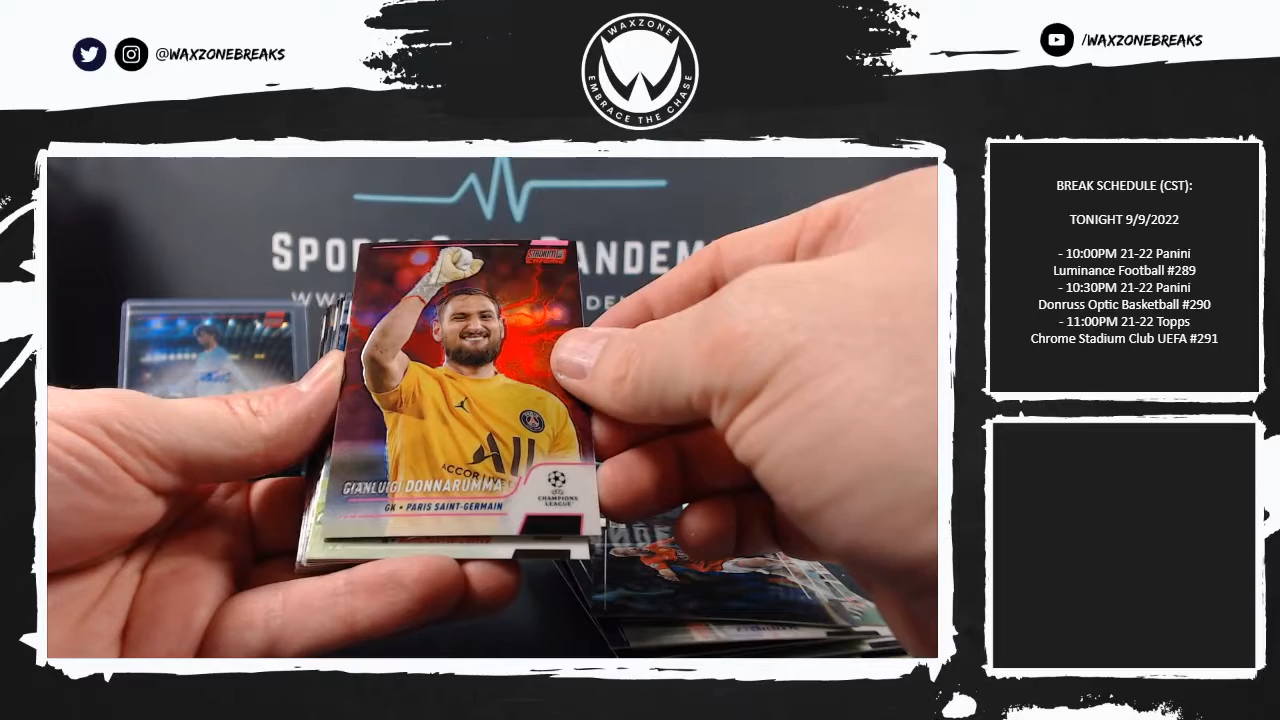 @WAXZONEBREAKS
WAXZONE
EMBRACE THE CHASE
/WAXZONEBREAKS
BREAK SCHEDULE (CST):
TONIGHT 9/9/2022
- 10:00PM 21-22 Panini
Luminance Football #289
- 10:30PM 21-22 Panini
Donruss Optic Basketball #290
- 11:00PM 21-22 Topps
Chrome Stadium Club UEFA #291
STADIUM CLUB
CHROME
ACCOR
GIANLUIGI DONNARUMMA
GK • PARIS SAINT-GERMAIN
CHAMPIONS
LEAGUE